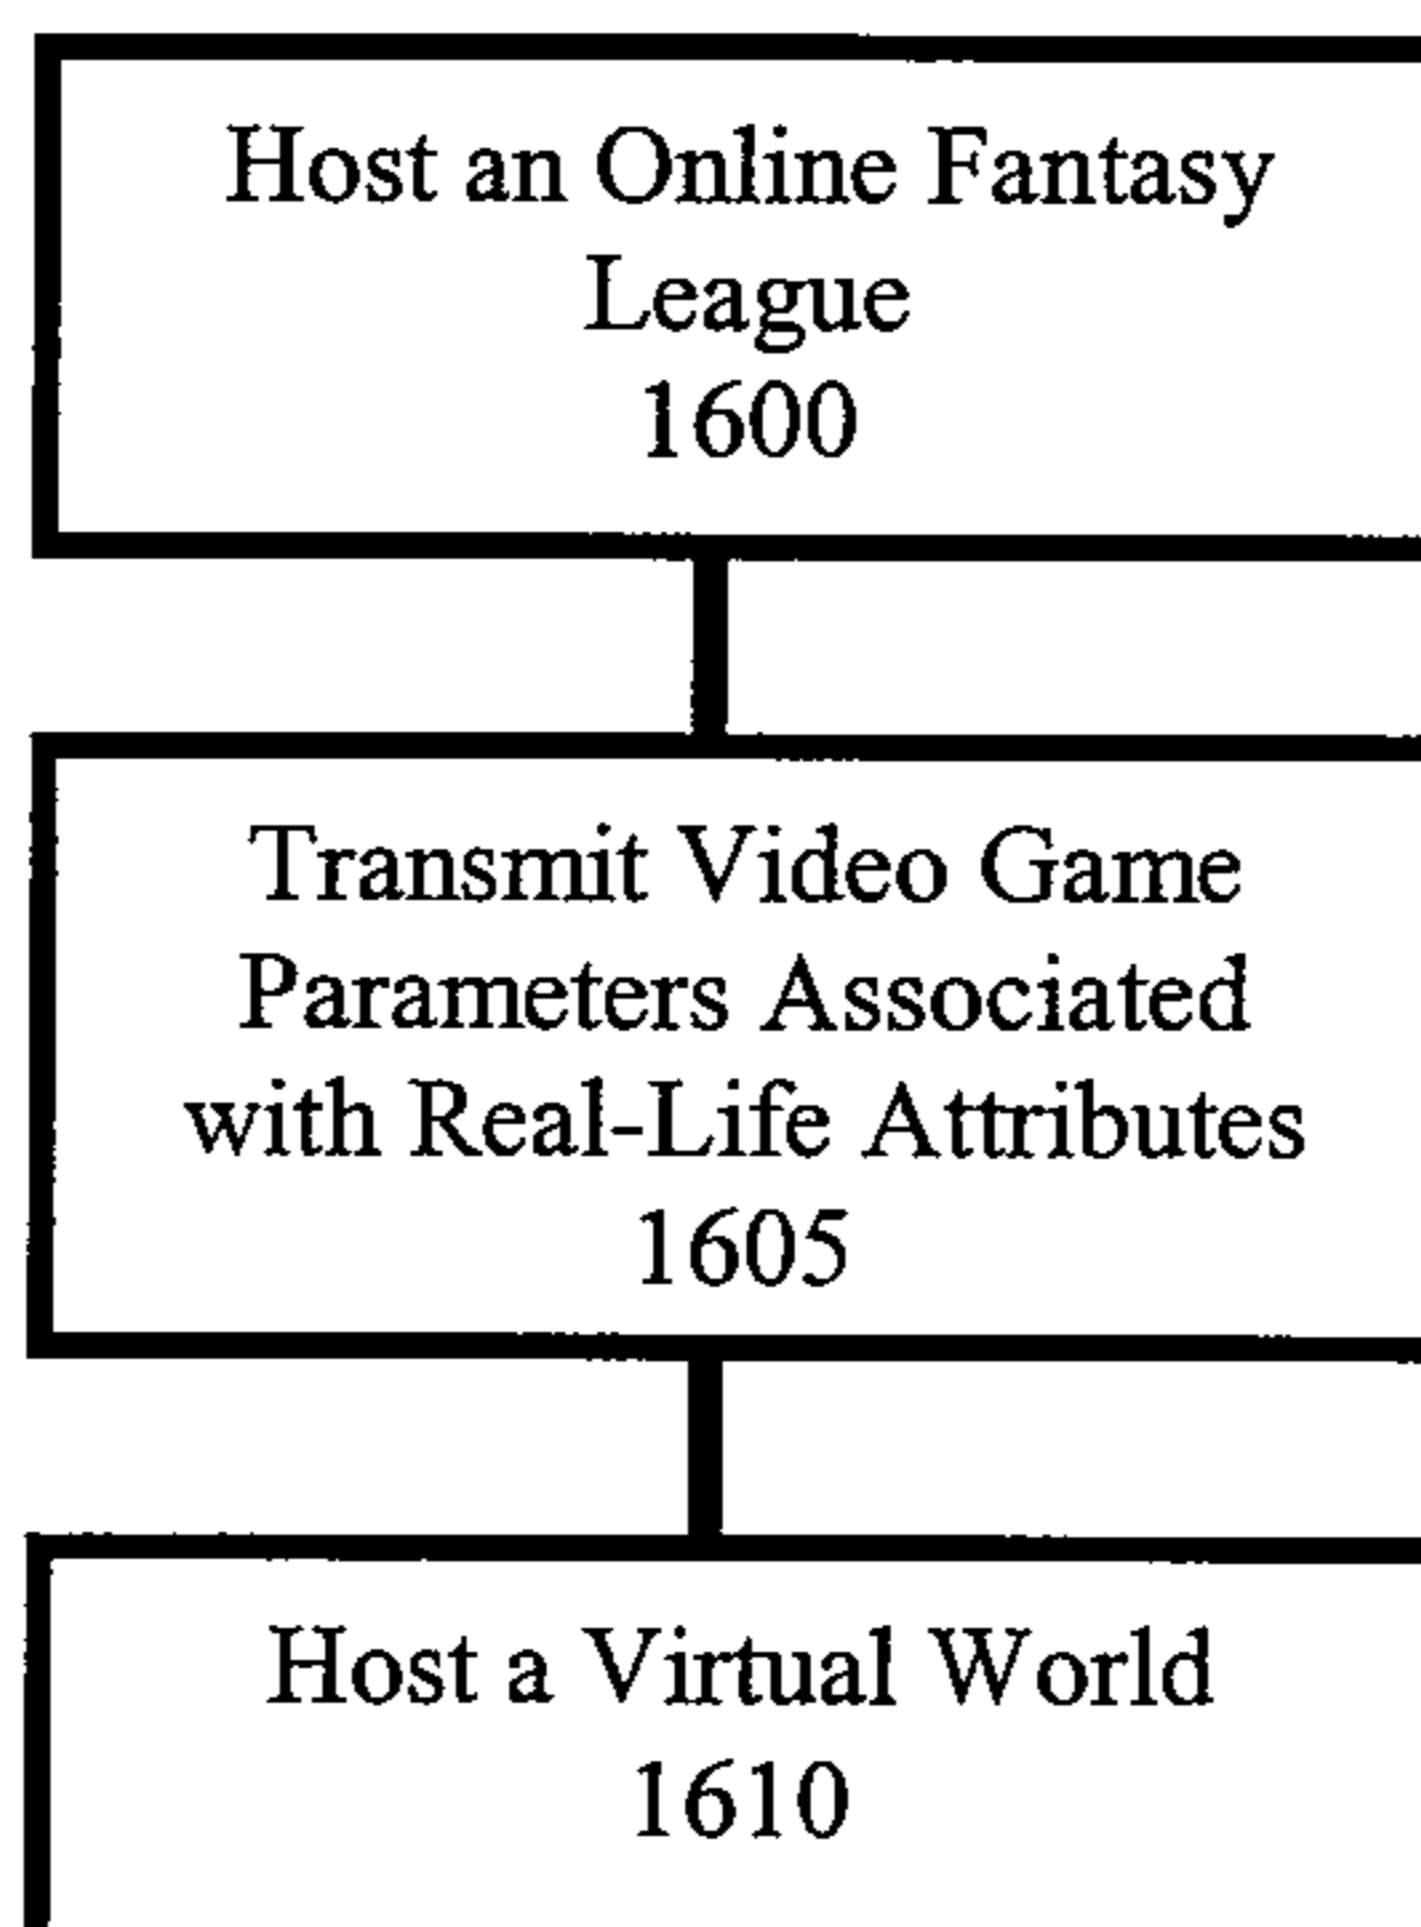 Host an Online Fantasy
League
1600
Transmit Video Game
Parameters Associated
with Real-Life Attributes
1605
Host a Virtual World
1610